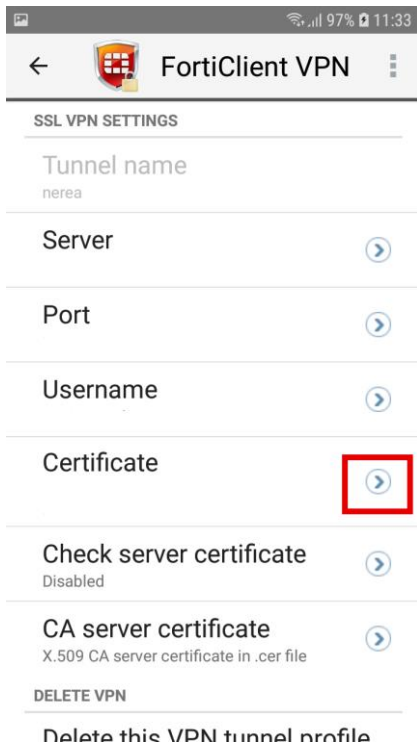 97% 11:33
FortiClient VPN
SSL VPN SETTINGS
Tunnel name
nerea
Server
Port
Username
Certificate
Check server certificate
Disabled
CA server certificate
X.509 CA server certificate in .cer file
DELETE VPN
Delete this VPN tunnel profile